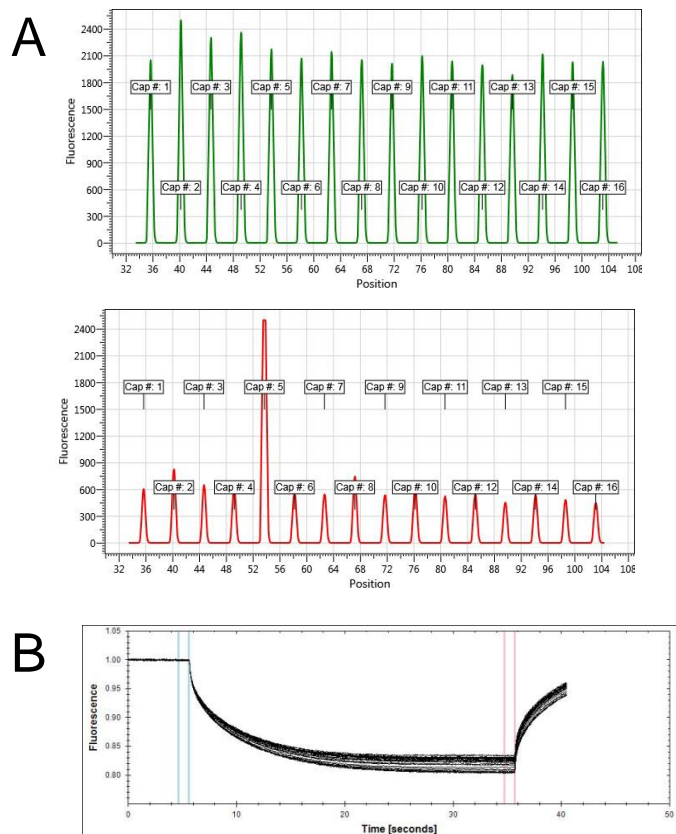 A
2400
2100
1800
1500
1200
900
600
300
0
Fluorescence
Cap #: 1
Cap #: 3
Cap #: 5
Cap #: 7
Cap #: 9
Cap #: 11
Cap #: 13
Cap #: 15
Cap #: 2
Cap #: 4
Cap #: 6
Cap #: 8
Cap #: 10
Cap #: 12
Cap #: 14
Cap #: 16
32 36 40 44 48 52 56 60 64 68 72 76 80 84 88 92 96 100 104 108
Position
2400
2100
1800
1500
1200
900
600
300
0
Fluorescence
Cap #: 1
Cap #: 3
Cap #: 5
Cap #: 7
Cap #: 9
Cap #: 11
Cap #: 13
Cap #: 15
Cap #: 2
Cap #: 4
Cap #: 6
Cap #: 8
Cap #: 10
Cap #: 12
Cap #: 14
Cap #: 16
32 36 40 44 48 52 56 60 64 68 72 76 80 84 88 92 96 100 104 108
Position
B
1.05
1.00
0.95
0.90
0.85
0.80
Fluorescence
0 10 20 30 40 50
Time [seconds]